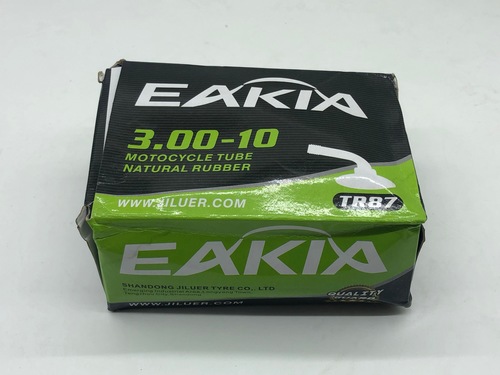 EAKIA
3.00-10
MOTOCYCLE TUBE
NATURAL RUBBER
WWW.JILUER.COM
TR87
EAKIA
SHANDONG JILUER TYRE CO., LTD
WWW.JILUER.COM
QUALITY